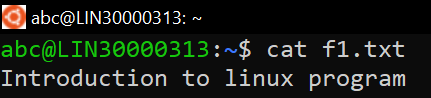 abc@LIN30000313: ~
abc@LIN30000313:~$ cat f1.txt
Introduction to linux program